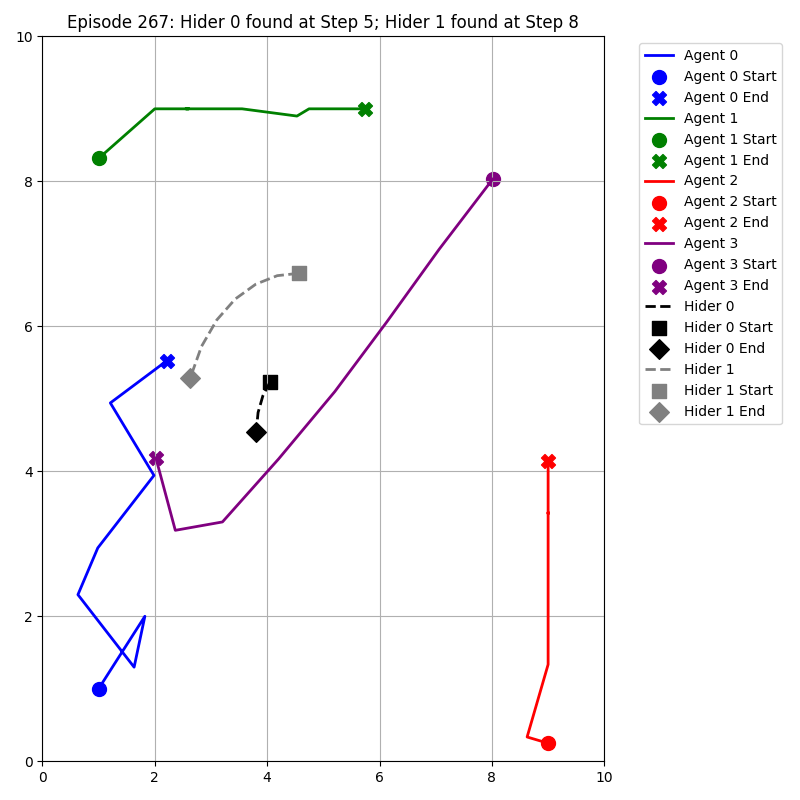 Episode 267: Hider 0 found at Step 5; Hider 1 found at Step 8
10
8
6
4
2
0
0 2 4 6 8 10
Agent 0
Agent 0 Start
Agent 0 End
Agent 1
Agent 1 Start
Agent 1 End
Agent 2
Agent 2 Start
Agent 2 End
Agent 3
Agent 3 Start
Agent 3 End
Hider 0
Hider 0 Start
Hider 0 End
Hider 1
Hider 1 Start
Hider 1 End